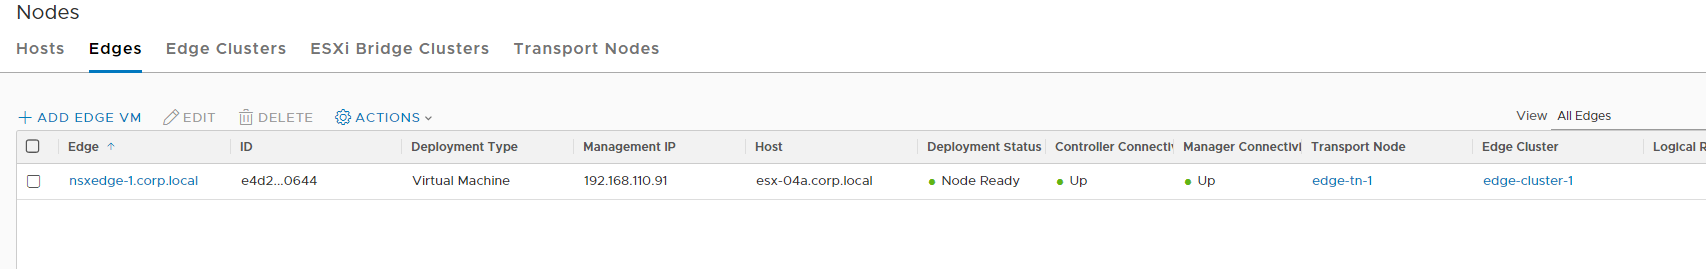 Nodes
Hosts Edges Edge Clusters ESXi Bridge Clusters Transport Nodes
ADD EDGE VM EDIT DELETE ACTIONS View All Edges
Edge ID Deployment Type Management IP Host Deployment Status Controller Connectiv Manager Connectivi Transport Node Edge Cluster Logical R
nsxedge-1.corp.local e4d2...0644 Virtual Machine 192.168.110.91 esx-04a.corp.local Node Ready Up Up edge-tn-1 edge-cluster-1